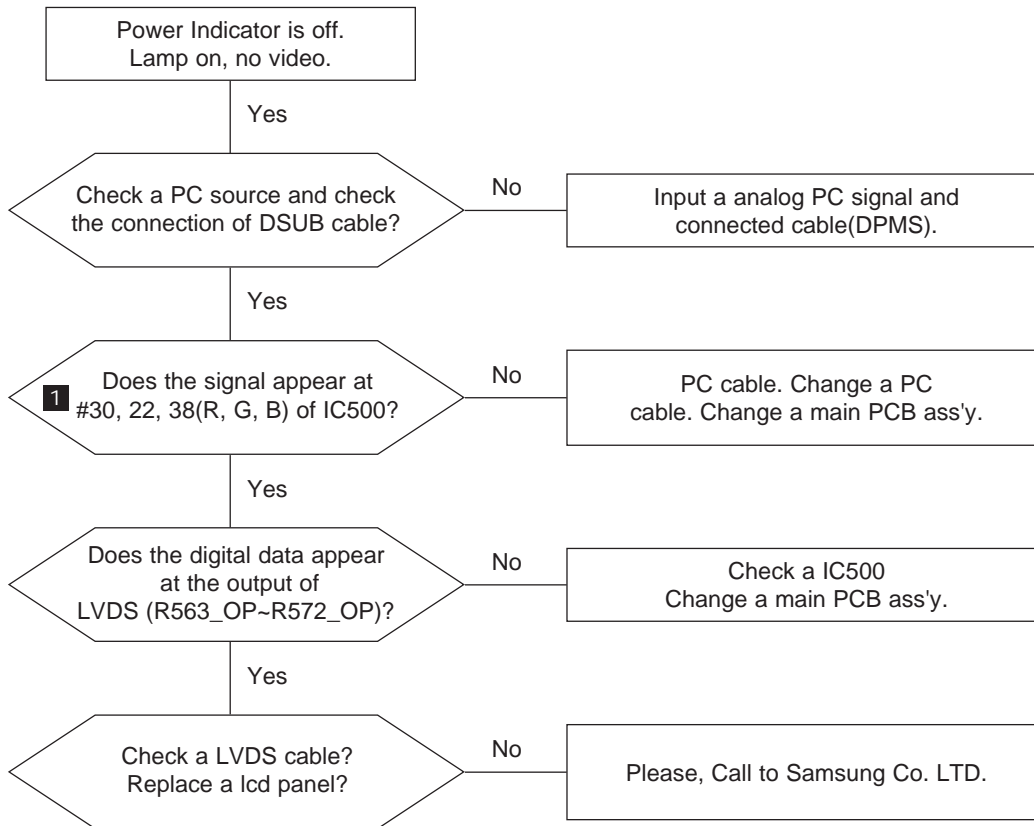 Power Indicator is off.
Lamp on, no video.
Yes
Check a PC source and check
the connection of DSUB cable?
No
Input a analog PC signal and
connected cable(DPMS).
Yes
1
Does the signal appear at
#30, 22, 38(R, G, B) of IC500?
No
PC cable. Change a PC
cable. Change a main PCB ass'y.
Yes
Does the digital data appear
at the output of
LVDS (R563_OP~R572_OP)?
No
Check a IC500
Change a main PCB ass'y.
Yes
Check a LVDS cable?
Replace a lcd panel?
No
Please, Call to Samsung Co. LTD.